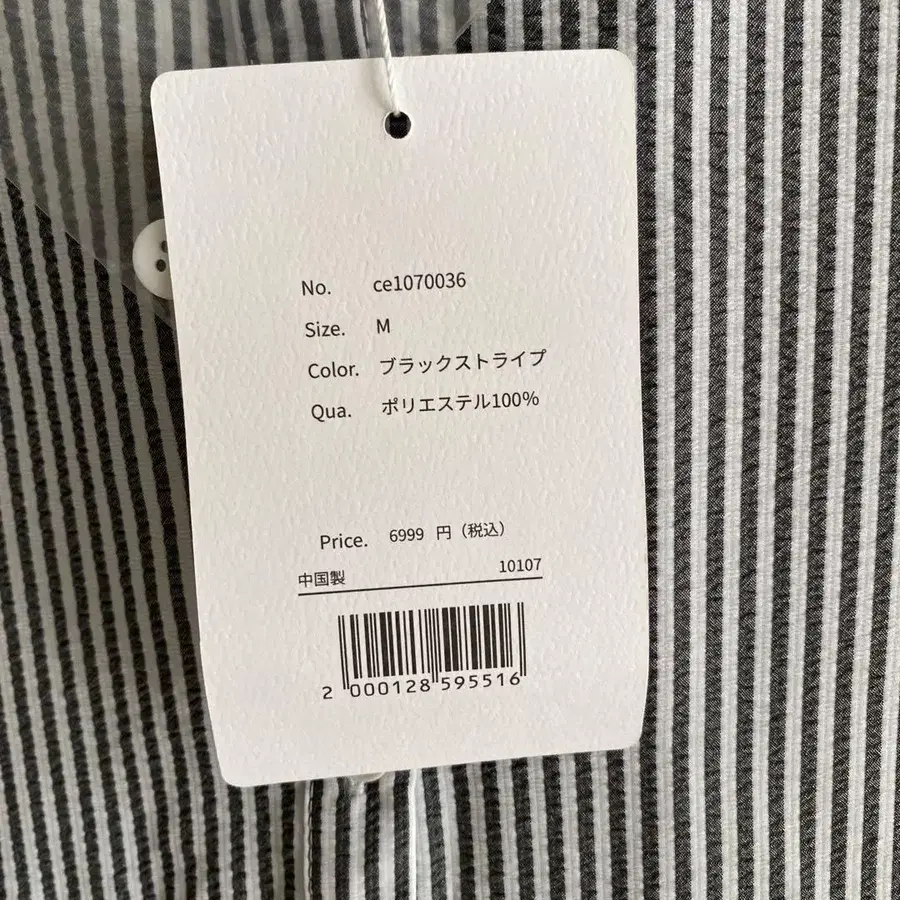 No. ce1070036
Size. M
Color. ブラックストライプ
Qua. ポリエステル100%
Price. 6999 円（税込）
中国製 10107
2 000128 595516